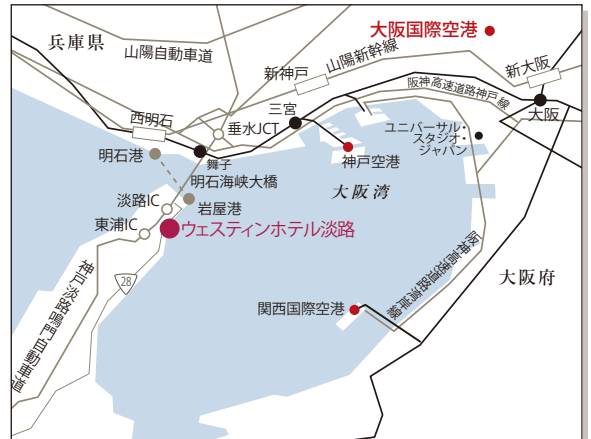 大阪国際空港
兵庫県
山陽自動車道
山陽新幹線
新神戸
新大阪
阪神高速道路神戸線
西明石
三宮
大阪
垂水JCT
ユニバーサル・
スタジオ・
ジャパン
明石港
舞子
神戸空港
明石海峡大橋
大阪湾
淡路IC
岩屋港
東浦IC
ウェスティンホテル淡路
阪神高速道路湾岸線
大阪府
28
神戸淡路鳴門自動車道
関西国際空港